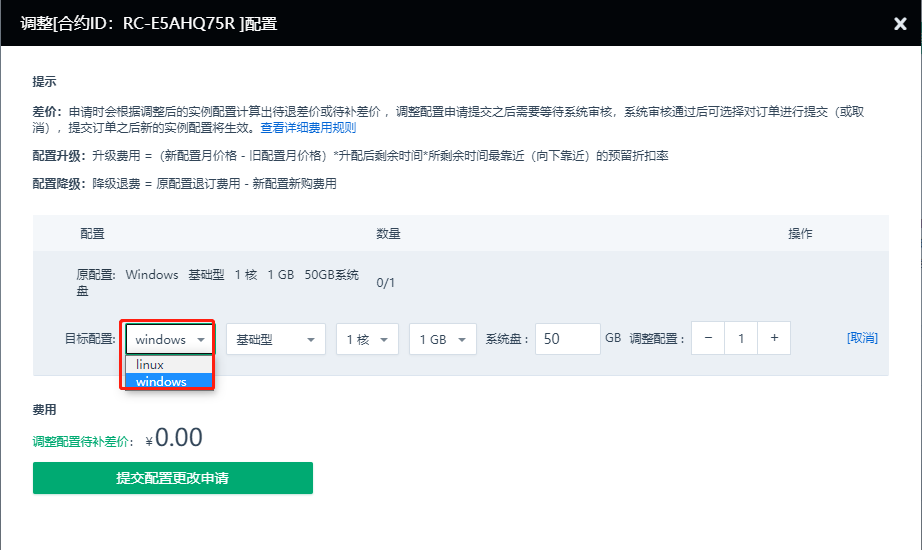 调整[合约ID：RC-E5AHQ75R ]配置
提示
差价：申请时会根据调整后的实例配置计算出待退差价或待补差价 ，调整配置申请提交之后需要等待系统审核，系统审核通过后可选择对订单进行提交（或取
消），提交订单之后新的实例配置将生效。查看详细费用规则
配置升级：升级费用 =（新配置月价格 - 旧配置月价格）*升配后剩余时间*所剩余时间最靠近（向下靠近）的预留折扣率
配置降级：降级退费 = 原配置退订费用 - 新配置新购费用
配置 数量 操作
原配置: Windows 基础型 1 核 1 GB 50GB系统
盘 0/1
目标配置: windows 基础型 1 核 1 GB 系统盘 : 50 GB 调整配置 : − 1 + [取消]
linux
windows
费用
调整配置待补差价： ¥0.00
提交配置更改申请